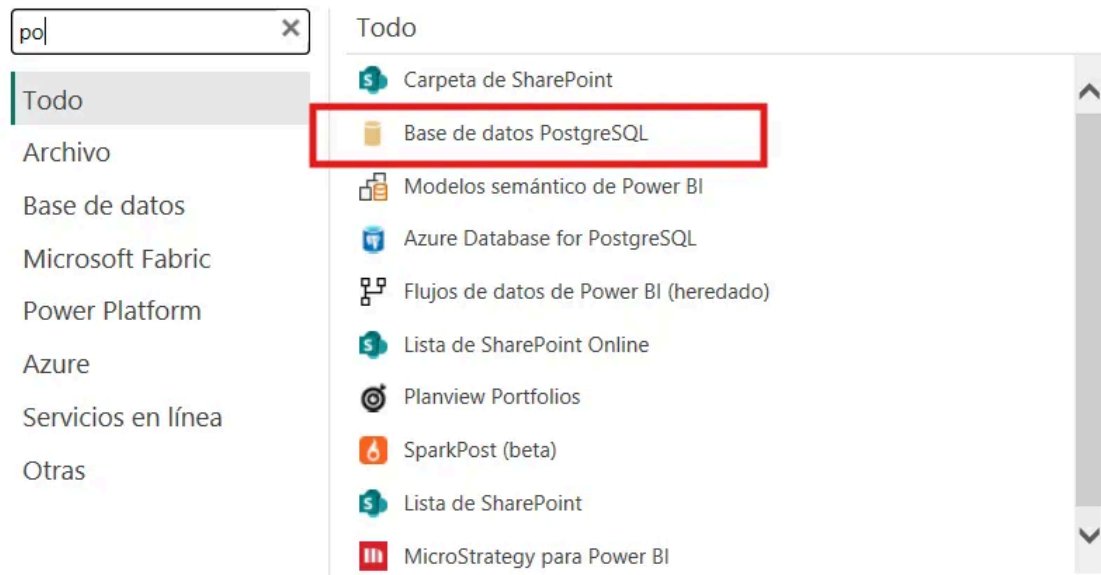 po
Todo
Archivo
Base de datos
Microsoft Fabric
Power Platform
Azure
Servicios en línea
Otras
Todo
Carpeta de SharePoint
Base de datos PostgreSQL
Modelos semántico de Power BI
Azure Database for PostgreSQL
Flujos de datos de Power BI (heredado)
Lista de SharePoint Online
Planview Portfolios
SparkPost (beta)
Lista de SharePoint
MicroStrategy para Power BI